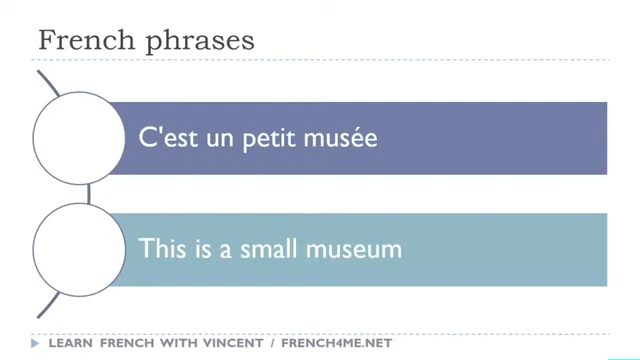 French phrases
C'est un petit musée
This is a small museum
LEARN FRENCH WITH VINCENT / FRENCH4ME.NET